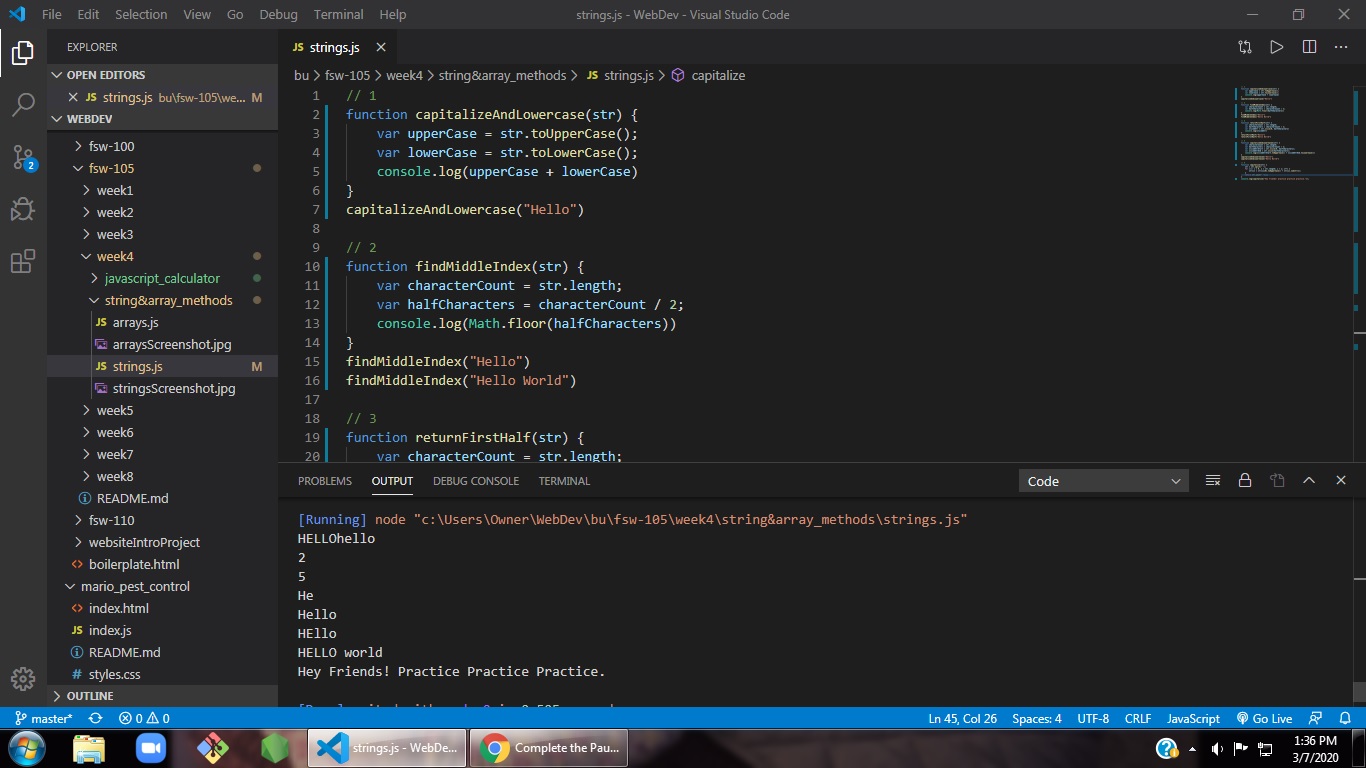 File Edit Selection View Go Debug Terminal Help
strings.js - WebDev - Visual Studio Code
EXPLORER
OPEN EDITORS
JS strings.js bu\fsw-105\we... M
WEBDEV
fsw-100
fsw-105
week1
week2
week3
week4
javascript_calculator
string&array_methods
JS arrays.js
arraysScreenshot.jpg
JS strings.js M
stringsScreenshot.jpg
week5
week6
week7
week8
README.md
fsw-110
websiteIntroProject
<> boilerplate.html
mario_pest_control
<> index.html
JS index.js
README.md
# styles.css
OUTLINE
2
JS strings.js
bu > fsw-105 > week4 > string&array_methods > JS strings.js > capitalize
1 // 1
2 function capitalizeAndLowercase(str) {
3 var upperCase = str.toUpperCase();
4 var lowerCase = str.toLowerCase();
5 console.log(upperCase + lowerCase)
6 }
7 capitalizeAndLowercase("Hello")
8
9 // 2
10 function findMiddleIndex(str) {
11 var characterCount = str.length;
12 var halfCharacters = characterCount / 2;
13 console.log(Math.floor(halfCharacters))
14 }
15 findMiddleIndex("Hello")
16 findMiddleIndex("Hello World")
17
18 // 3
19 function returnFirstHalf(str) {
20 var characterCount = str.length;
PROBLEMS OUTPUT DEBUG CONSOLE TERMINAL
Code
[Running] node "c:\Users\Owner\WebDev\bu\fsw-105\week4\string&array_methods\strings.js"
HELLOhello
2
5
He
Hello
HEllo
HELLO world
Hey Friends! Practice Practice Practice.
master* 0 0
Ln 45, Col 26 Spaces: 4 UTF-8 CRLF JavaScript Go Live
strings.js - WebDe...
Complete the Pau...
1:36 PM
3/7/2020